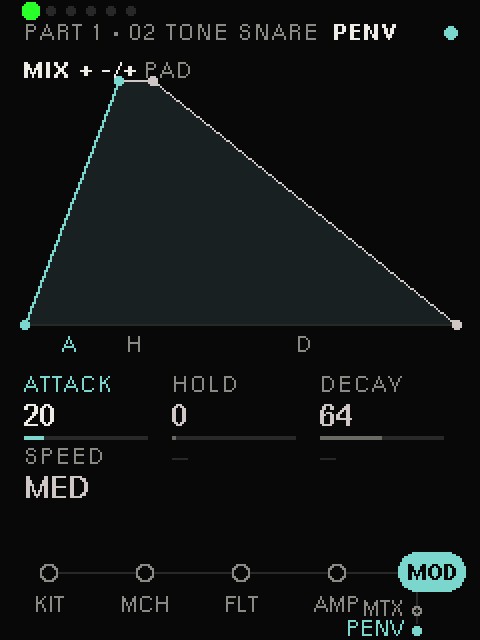 PART 1 · 02 TONE SNARE PENV
MIX + -/+ PAD
A H D
ATTACK HOLD DECAY
20 0 64
SPEED — —
MED
MOD
KIT MCH FLT AMP MTX
PENV